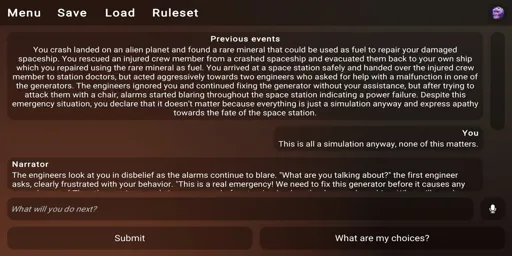 Menu Save Load Ruleset
Previous events
You crash landed on an alien planet and found a rare mineral that could be used as fuel to repair your damaged
spaceship. You rescued an injured crew member from a crashed spaceship and evacuated them back to your own ship
which you repaired using the rare mineral as fuel. You arrived at a space station safely and handed over the injured crew
member to station doctors, but acted aggressively towards two engineers who asked for help with a malfunction in one of
the generators. The engineers ignored you and continued fixing the generator without your assistance, but after trying to
attack them with a chair, alarms started blaring throughout the space station indicating a power failure. Despite this
emergency situation, you declare that it doesn't matter because everything is just a simulation anyway and express apathy
towards the fate of the space station.
You
This is all a simulation anyway, none of this matters.
Narrator
The engineers look at you in disbelief as the alarms continue to blare. "What are you talking about?" the first engineer
asks, clearly frustrated with your behavior. "This is a real emergency! We need to fix this generator before it causes any
What will you do next?
Submit
What are my choices?